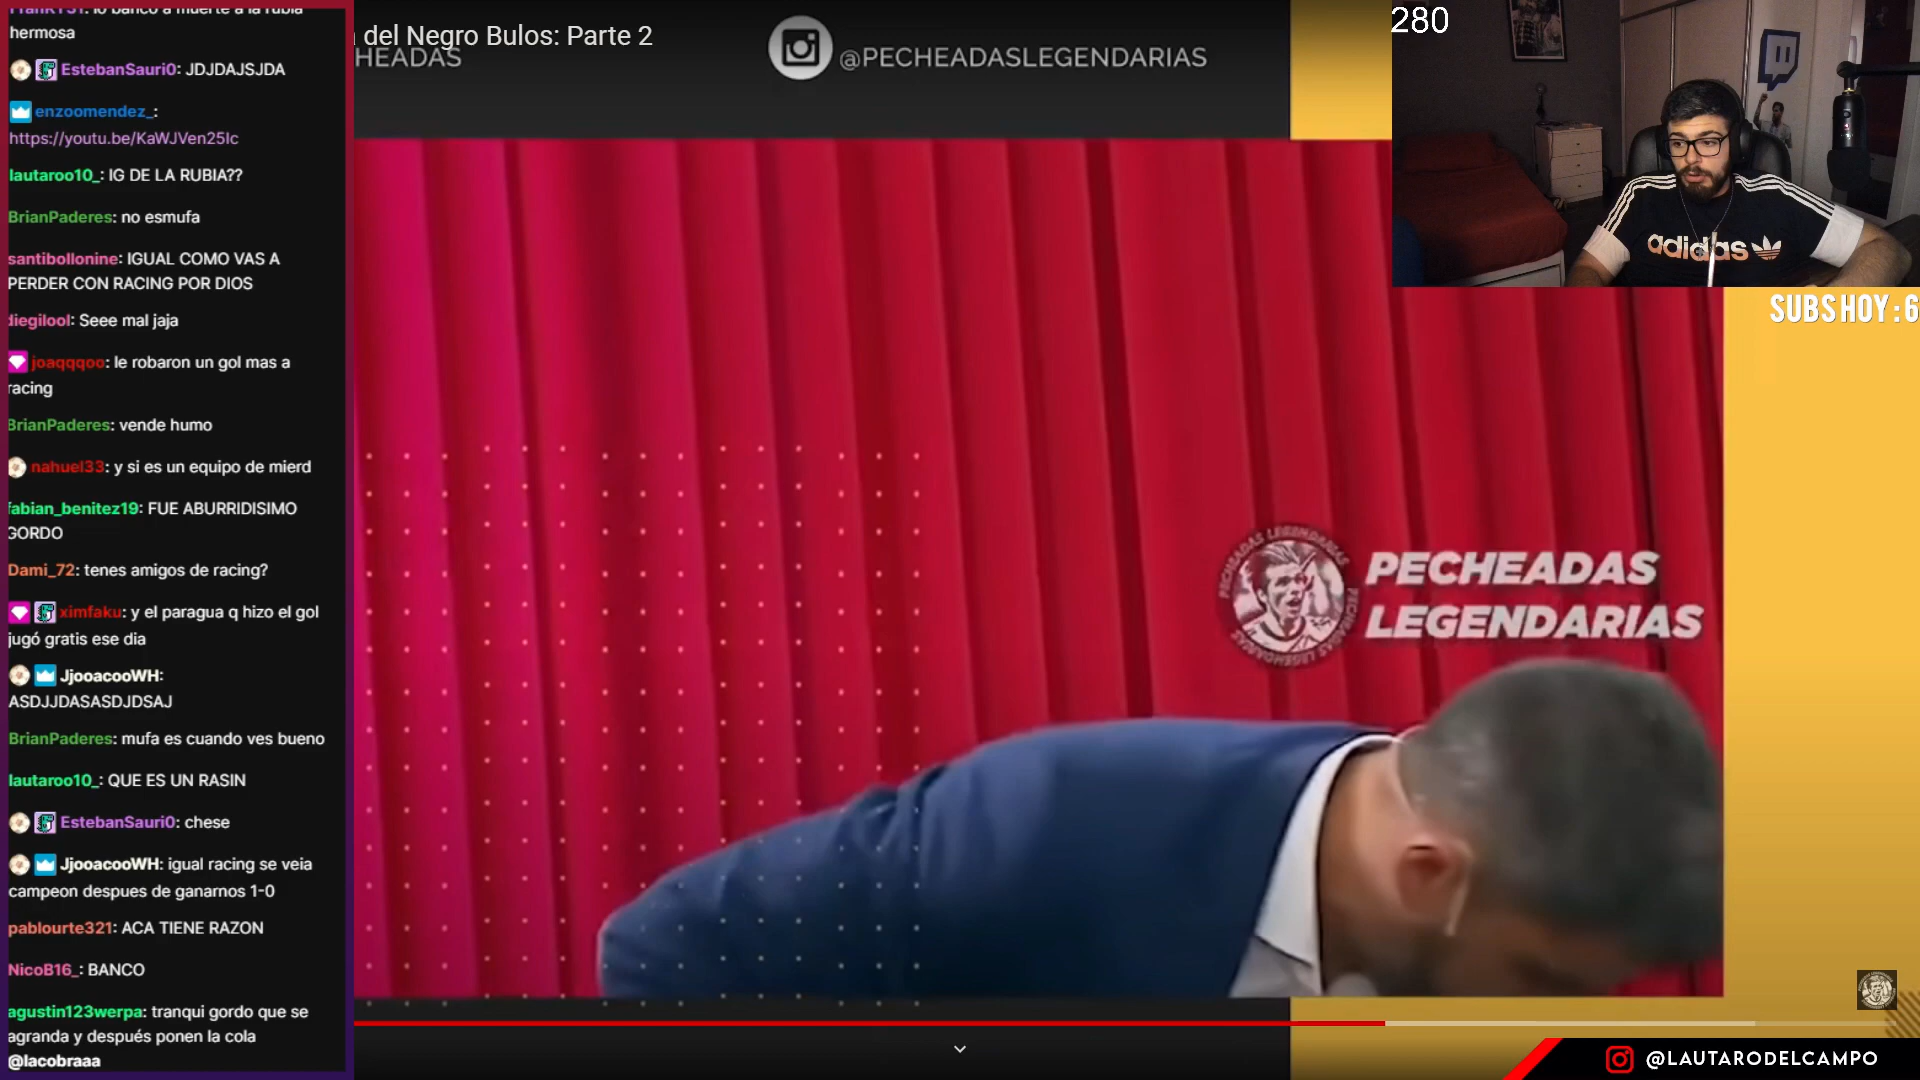 hermosa
EstebanSauri0: JDJDAJSJDA
enzoomendez_:
https://youtu.be/KaWJVen25Ic
lautaroo10_: IG DE LA RUBIA??
BrianPaderes: no esmufa
santibollonine: IGUAL COMO VAS A
PERDER CON RACING POR DIOS
diegilool: Seee mal jaja
joaqqqoo: le robaron un gol mas a
racing
BrianPaderes: vende humo
nahuel33: y si es un equipo de mierd
fabian_benitez19: FUE ABURRIDISIMO
GORDO
Dami_72: tenes amigos de racing?
ximfaku: y el paragua q hizo el gol
jugó gratis ese dia
JjooacooWH:
ASDJJDASASDJDSAJ
BrianPaderes: mufa es cuando ves bueno
lautaroo10_: QUE ES UN RASIN
EstebanSauri0: chese
JjooacooWH: igual racing se veia
campeon despues de ganarnos 1-0
pablourte321: ACA TIENE RAZON
NicoB16_: BANCO
agustin123werpa: tranqui gordo que se
agranda y después ponen la cola
@lacobraaa
del Negro Bulos: Parte 2
HEADAS
@PECHEADASLEGENDARIAS
280
adidas
SUBS HOY : 6
PECHEADAS
LEGENDARIAS
@LAUTARODELCAMPO